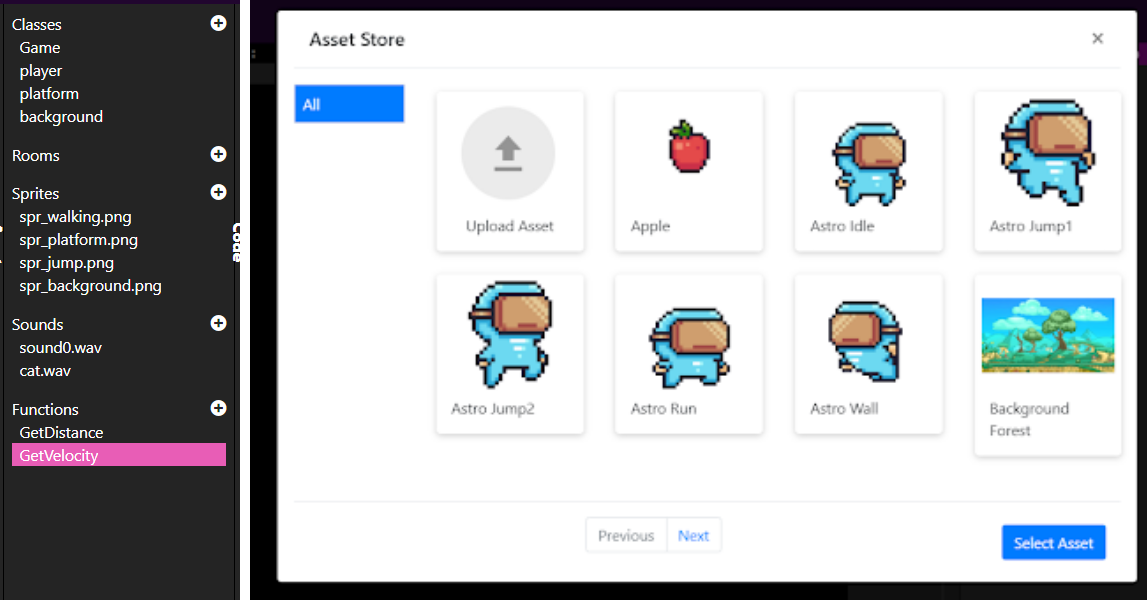 Classes
Game
player
platform
background
Rooms
Sprites
spr_walking.png
spr_platform.png
spr_jump.png
spr_background.png
Sounds
sound0.wav
cat.wav
Functions
GetDistance
GetVelocity
Code
Asset Store
All
Upload Asset
Apple
Astro Idle
Astro Jump1
Astro Jump2
Astro Run
Astro Wall
Background
Forest
Previous
Next
Select Asset